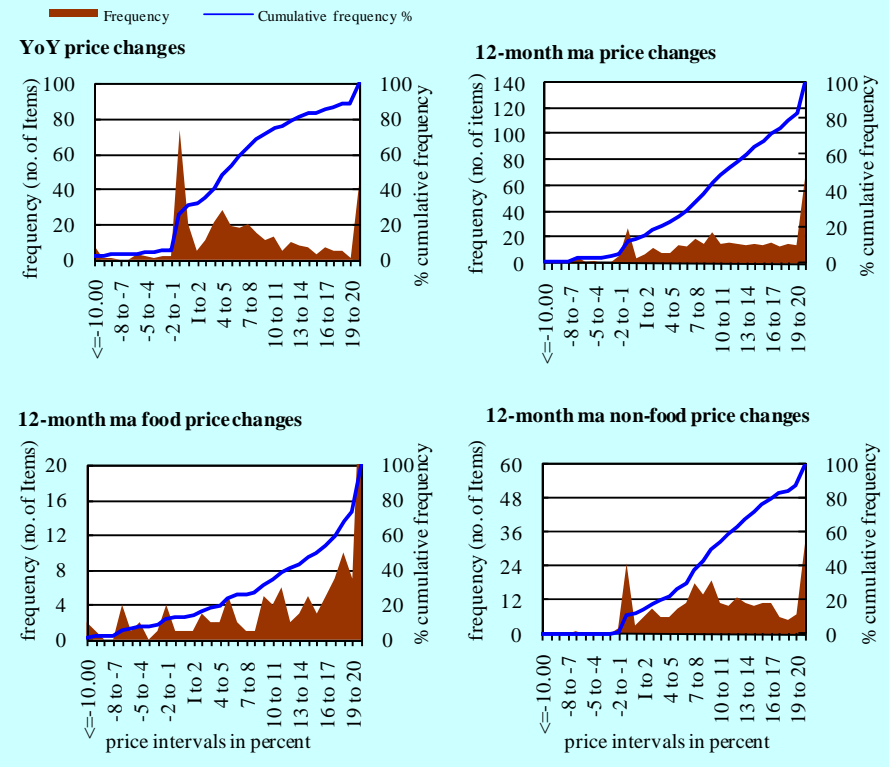 Frequency Cumulative frequency %
YoY price changes
frequency (no. of Items)
100
80
60
40
20
0
100
80
60
40
20
0
% cumulative frequency
<=-10.00
-8 to -7
-5 to -4
-2 to -1
1 to 2
4 to 5
7 to 8
10 to 11
13 to 14
16 to 17
19 to 20
12-month ma price changes
frequency (no. of items)
140
120
100
80
60
40
20
0
100
80
60
40
20
0
% cumulative frequency
<=-10.00
-8 to -7
-5 to -4
-2 to -1
1 to 2
4 to 5
7 to 8
10 to 11
13 to 14
16 to 17
19 to 20
12-month ma food price changes
frequency (no. of Items)
20
16
12
8
4
0
100
80
60
40
20
0
% cumulative frequency
<=-10.00
-8 to -7
-5 to -4
-2 to -1
1 to 2
4 to 5
7 to 8
10 to 11
13 to 14
16 to 17
19 to 20
price intervals in percent
12-month ma non-food price changes
frequency (no. of Items)
60
48
36
24
12
0
100
80
60
40
20
0
% cumulative frequency
<=-10.00
-8 to -7
-5 to -4
-2 to -1
1 to 2
4 to 5
7 to 8
10 to 11
13 to 14
16 to 17
19 to 20
price intervals in percent